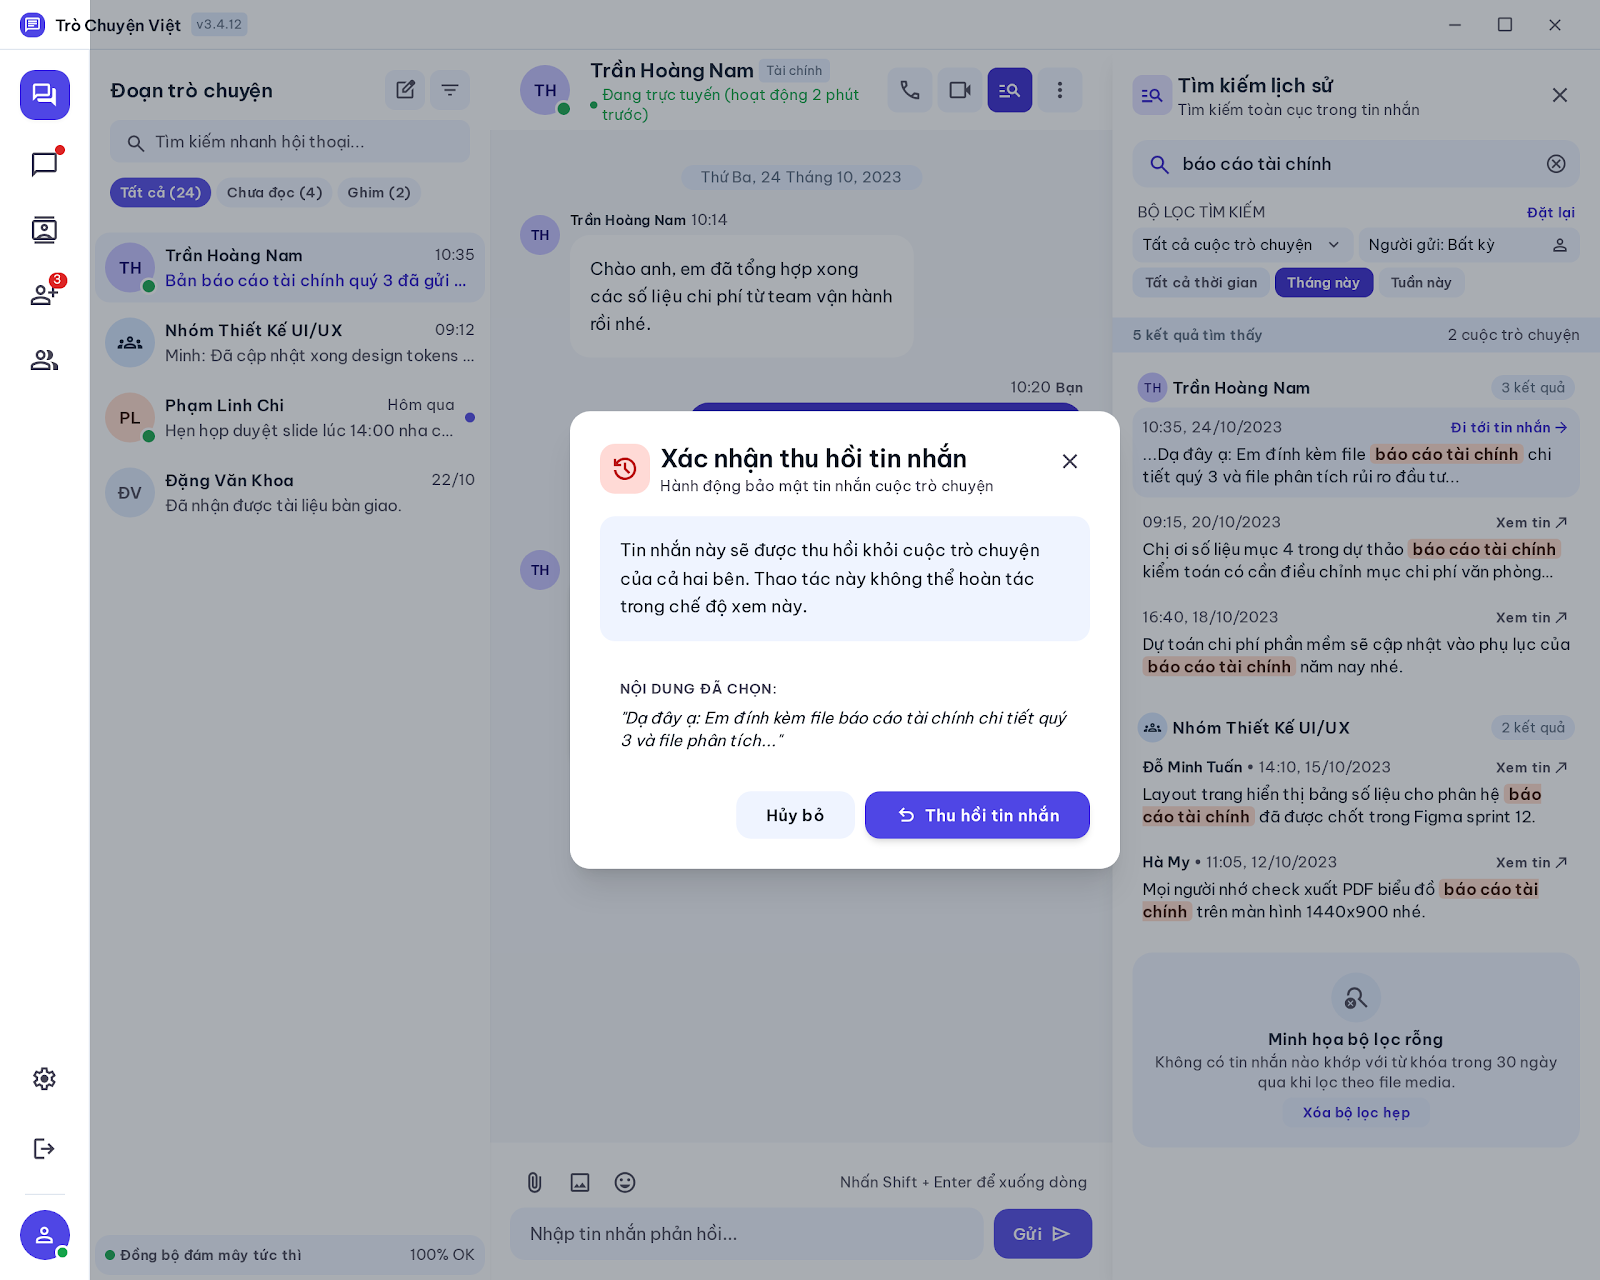 Trò Chuyện Việt v3.4.12
Đoạn trò chuyện
Tìm kiếm nhanh hội thoại...
Tất cả (24) Chưa đọc (4) Ghim (2)
TH Trần Hoàng Nam 10:35
Bản báo cáo tài chính quý 3 đã gửi ...
Nhóm Thiết Kế UI/UX 09:12
Minh: Đã cập nhật xong design tokens ...
PL Phạm Linh Chi Hôm qua
Hẹn họp duyệt slide lúc 14:00 nha c...
ĐV Đặng Văn Khoa 22/10
Đã nhận được tài liệu bàn giao.
3
Đồng bộ đám mây tức thì 100% OK
TH Trần Hoàng Nam Tài chính
Đang trực tuyến (hoạt động 2 phút
trước)
Thứ Ba, 24 Tháng 10, 2023
TH Trần Hoàng Nam 10:14
Chào anh, em đã tổng hợp xong
các số liệu chi phí từ team vận hành
rồi nhé.
10:20 Bạn
TH
Xác nhận thu hồi tin nhắn
Hành động bảo mật tin nhắn cuộc trò chuyện
Tin nhắn này sẽ được thu hồi khỏi cuộc trò chuyện
của cả hai bên. Thao tác này không thể hoàn tác
trong chế độ xem này.
NỘI DUNG ĐÃ CHỌN:
"Dạ đây ạ: Em đính kèm file báo cáo tài chính chi tiết quý
3 và file phân tích..."
Hủy bỏ Thu hồi tin nhắn
Nhấn Shift + Enter để xuống dòng
Nhập tin nhắn phản hồi... Gửi
Tìm kiếm lịch sử
Tìm kiếm toàn cục trong tin nhắn
báo cáo tài chính
BỘ LỌC TÌM KIẾM Đặt lại
Tất cả cuộc trò chuyện Người gửi: Bất kỳ
Tất cả thời gian Tháng này Tuần này
5 kết quả tìm thấy 2 cuộc trò chuyện
TH Trần Hoàng Nam 3 kết quả
10:35, 24/10/2023 Đi tới tin nhắn →
...Dạ đây ạ: Em đính kèm file báo cáo tài chính chi
tiết quý 3 và file phân tích rủi ro đầu tư...
09:15, 20/10/2023 Xem tin ↗
Chị ơi số liệu mục 4 trong dự thảo báo cáo tài chính
kiểm toán có cần điều chỉnh mục chi phí văn phòng...
16:40, 18/10/2023 Xem tin ↗
Dự toán chi phí phần mềm sẽ cập nhật vào phụ lục của
báo cáo tài chính năm nay nhé.
Nhóm Thiết Kế UI/UX 2 kết quả
Đỗ Minh Tuấn • 14:10, 15/10/2023 Xem tin ↗
Layout trang hiển thị bảng số liệu cho phân hệ báo
cáo tài chính đã được chốt trong Figma sprint 12.
Hà My • 11:05, 12/10/2023 Xem tin ↗
Mọi người nhớ check xuất PDF biểu đồ báo cáo tài
chính trên màn hình 1440x900 nhé.
Minh họa bộ lọc rỗng
Không có tin nhắn nào khớp với từ khóa trong 30 ngày
qua khi lọc theo file media.
Xóa bộ lọc hẹp